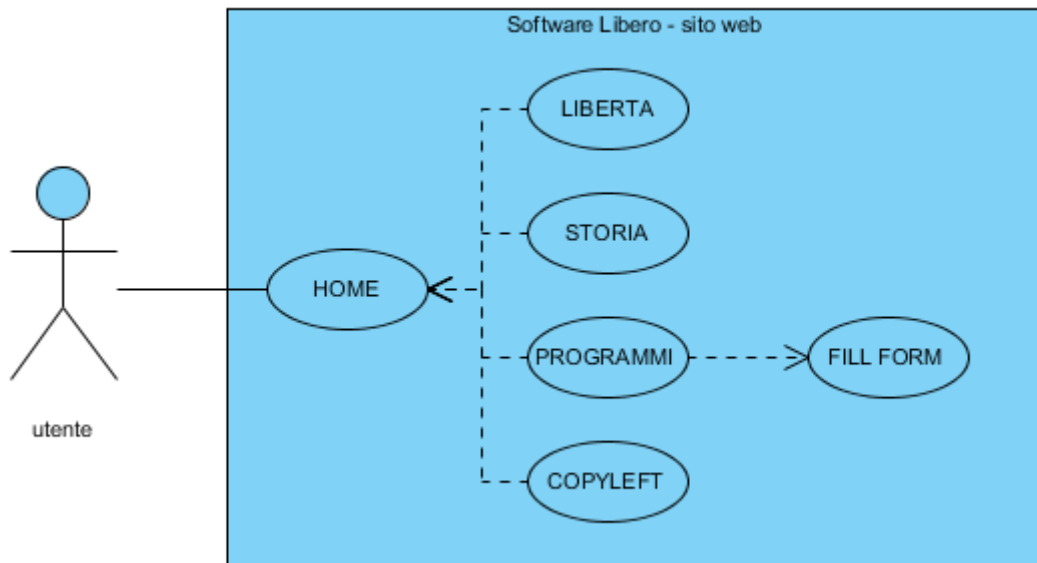 Software Libero - sito web
LIBERTA
STORIA
HOME
PROGRAMMI
FILL FORM
COPYLEFT
utente